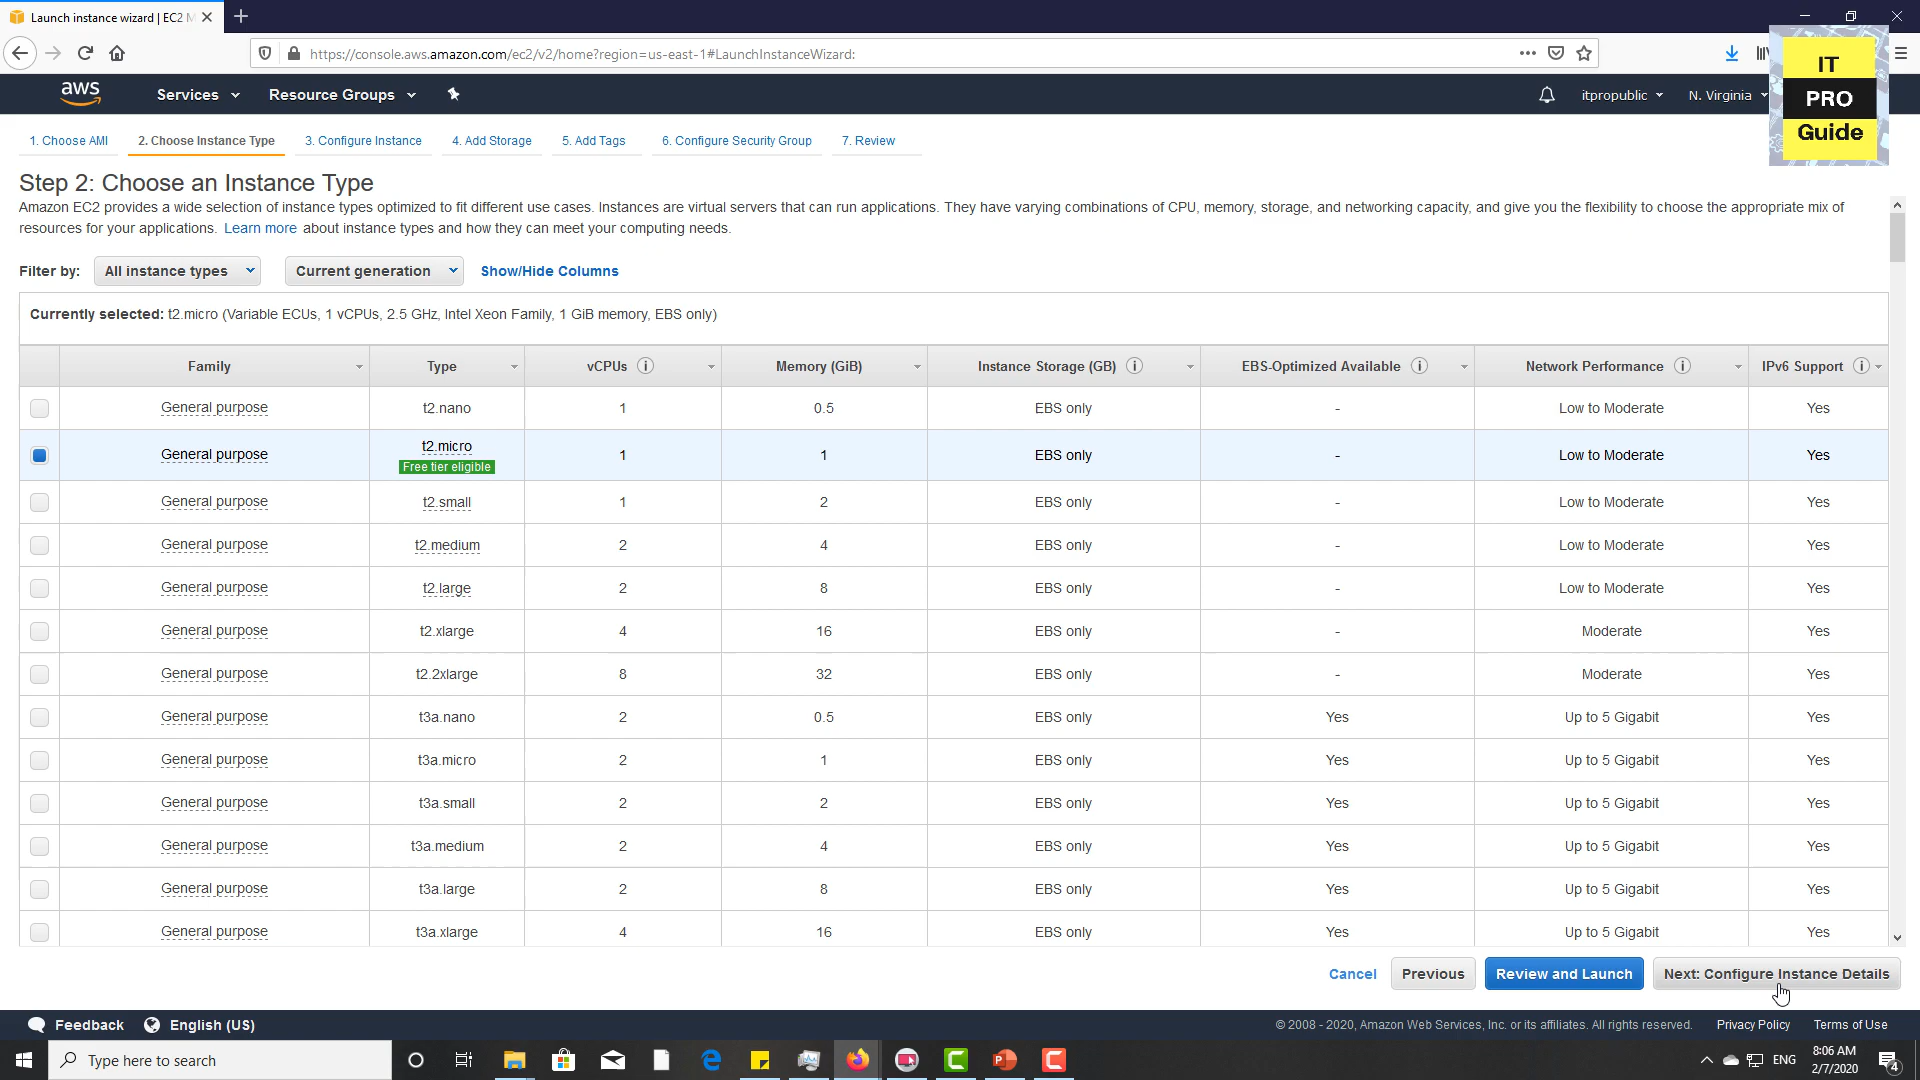 Launch instance wizard | EC2 M
https://console.aws.amazon.com/ec2/v2/home?region=us-east-1#LaunchInstanceWizard:
IT
PRO
Guide
aws
Services
Resource Groups
itpropublic
N. Virginia
1. Choose AMI
2. Choose Instance Type
3. Configure Instance
4. Add Storage
5. Add Tags
6. Configure Security Group
7. Review
Step 2: Choose an Instance Type
Amazon EC2 provides a wide selection of instance types optimized to fit different use cases. Instances are virtual servers that can run applications. They have varying combinations of CPU, memory, storage, and networking capacity, and give you the flexibility to choose the appropriate mix of
resources for your applications. Learn more about instance types and how they can meet your computing needs.
Filter by: All instance types Current generation Show/Hide Columns
Currently selected: t2.micro (Variable ECUs, 1 vCPUs, 2.5 GHz, Intel Xeon Family, 1 GiB memory, EBS only)
Family Type vCPUs Memory (GiB) Instance Storage (GB) EBS-Optimized Available Network Performance IPv6 Support
General purpose t2.nano 1 0.5 EBS only - Low to Moderate Yes
General purpose t2.micro 1 1 EBS only - Low to Moderate Yes
Free tier eligible
General purpose t2.small 1 2 EBS only - Low to Moderate Yes
General purpose t2.medium 2 4 EBS only - Low to Moderate Yes
General purpose t2.large 2 8 EBS only - Low to Moderate Yes
General purpose t2.xlarge 4 16 EBS only - Moderate Yes
General purpose t2.2xlarge 8 32 EBS only - Moderate Yes
General purpose t3a.nano 2 0.5 EBS only Yes Up to 5 Gigabit Yes
General purpose t3a.micro 2 1 EBS only Yes Up to 5 Gigabit Yes
General purpose t3a.small 2 2 EBS only Yes Up to 5 Gigabit Yes
General purpose t3a.medium 2 4 EBS only Yes Up to 5 Gigabit Yes
General purpose t3a.large 2 8 EBS only Yes Up to 5 Gigabit Yes
General purpose t3a.xlarge 4 16 EBS only Yes Up to 5 Gigabit Yes
Cancel
Previous
Review and Launch
Next: Configure Instance Details
Feedback
English (US)
© 2008 - 2020, Amazon Web Services, Inc. or its affiliates. All rights reserved.
Privacy Policy
Terms of Use
Type here to search
ENG
8:06 AM
2/7/2020
4